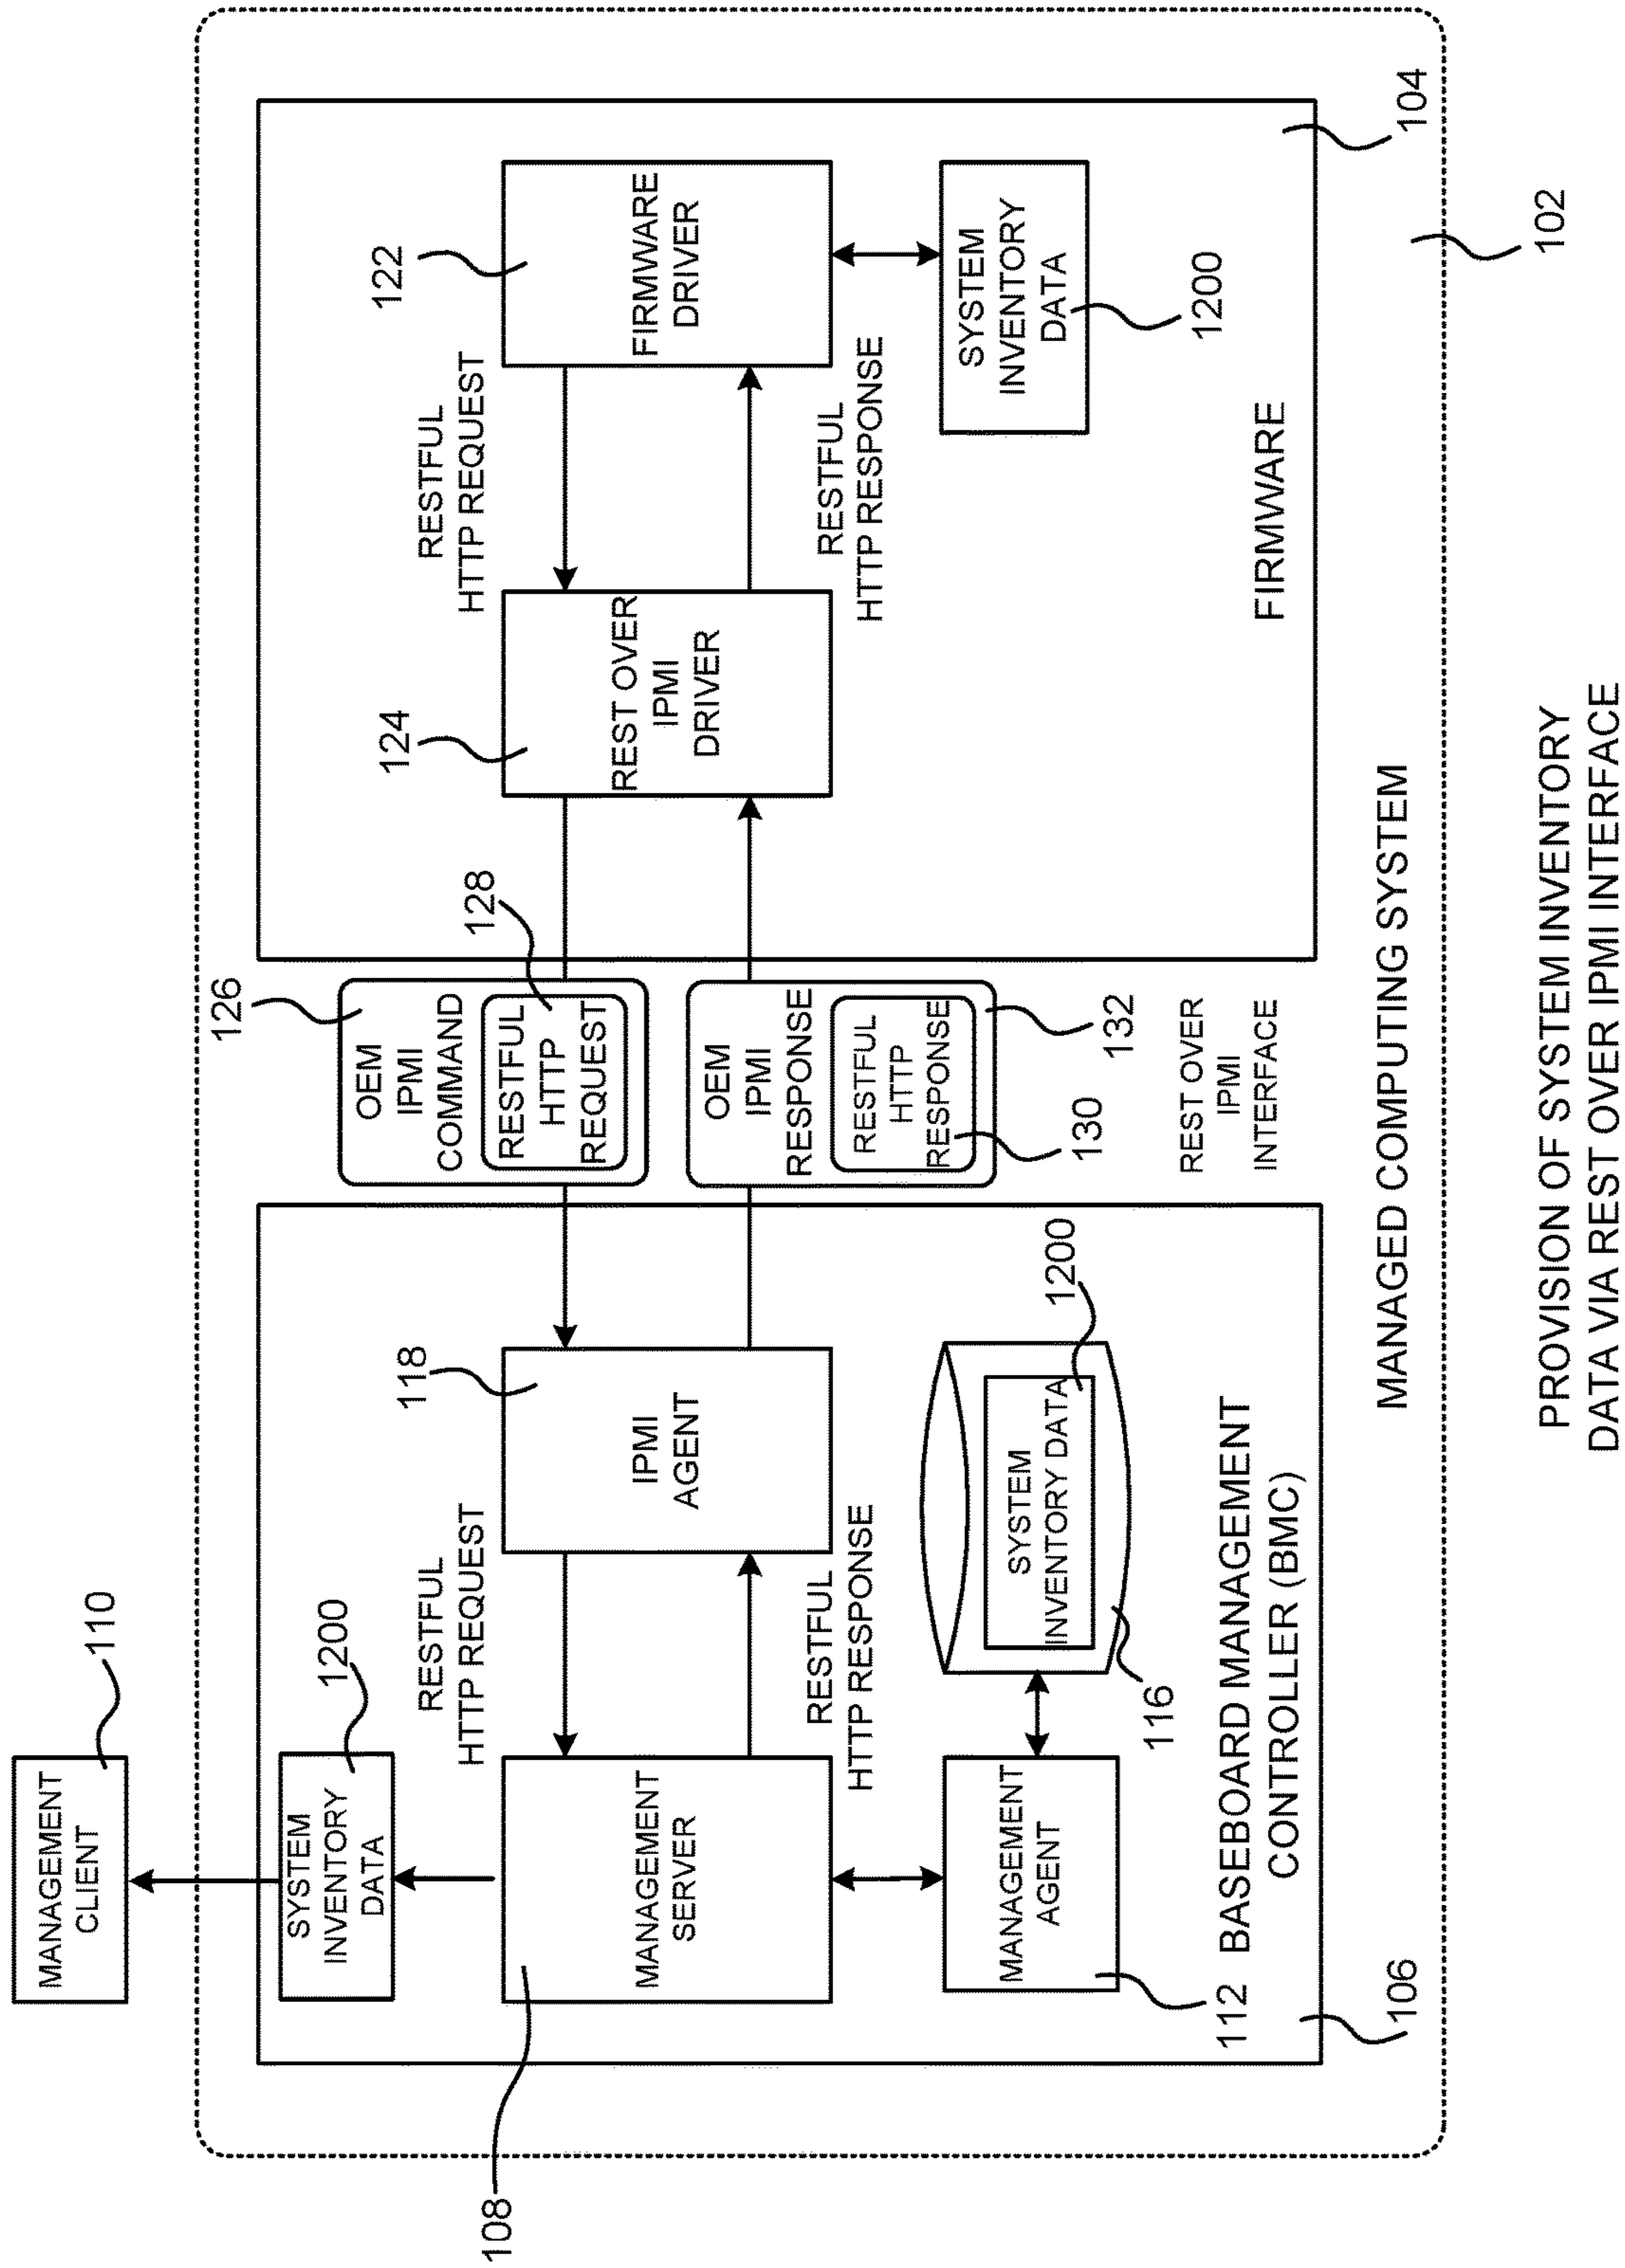 110
MANAGEMENT
CLIENT
SYSTEM
INVENTORY
DATA
1200
108
MANAGEMENT
SERVER
RESTFUL
HTTP REQUEST
RESTFUL
HTTP RESPONSE
118
IPMI
AGENT
MANAGEMENT
AGENT
112
116
SYSTEM
INVENTORY DATA
1200
BASEBOARD MANAGEMENT
CONTROLLER (BMC)
106
126
OEM
IPMI
COMMAND
128
RESTFUL
HTTP
REQUEST
OEM
IPMI
RESPONSE
RESTFUL
HTTP
RESPONSE
130
132
REST OVER
IPMI
INTERFACE
124
REST OVER
IPMI
DRIVER
RESTFUL
HTTP REQUEST
RESTFUL
HTTP RESPONSE
122
FIRMWARE
DRIVER
SYSTEM
INVENTORY
DATA
1200
FIRMWARE
104
MANAGED COMPUTING SYSTEM
102
PROVISION OF SYSTEM INVENTORY
DATA VIA REST OVER IPMI INTERFACE